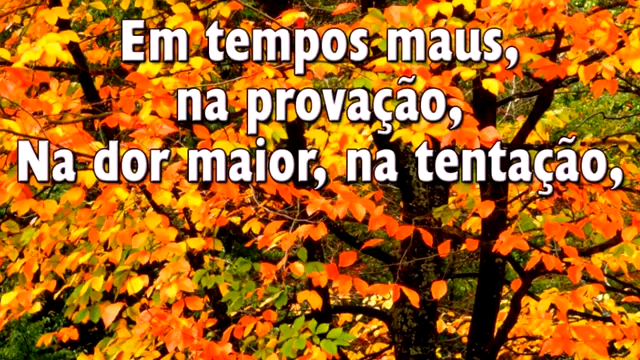 Em tempos maus,
na provação,
Na dor maior, na tentação,